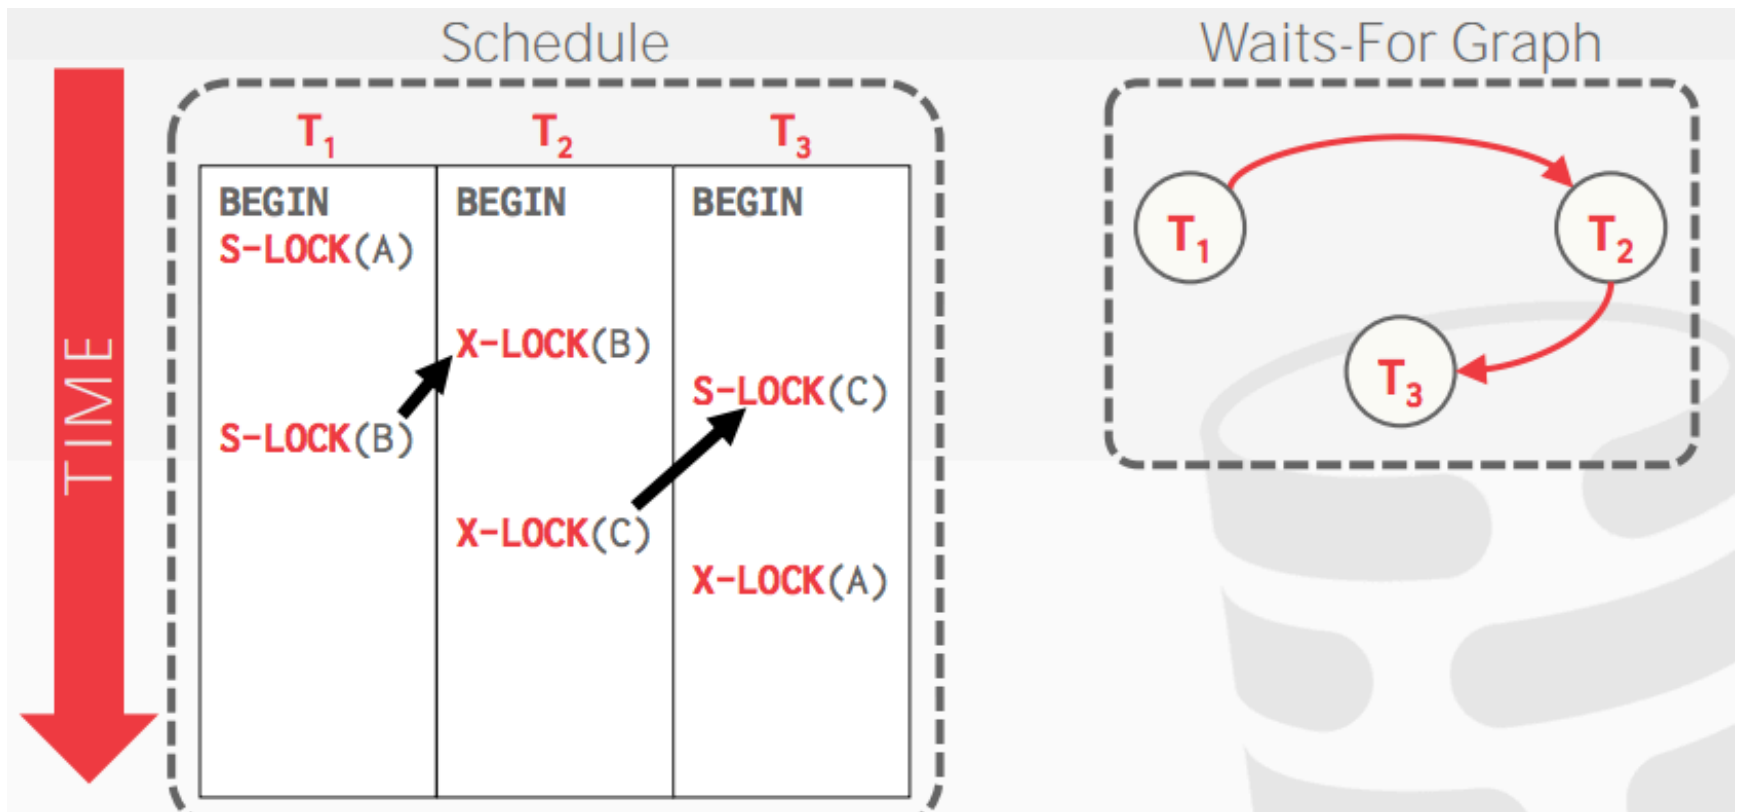 Schedule
Waits-For Graph
TIME
T1 T2 T3
BEGIN BEGIN BEGIN
S-LOCK(A)
X-LOCK(B)
S-LOCK(C)
S-LOCK(B)
X-LOCK(C)
X-LOCK(A)
T1
T2
T3